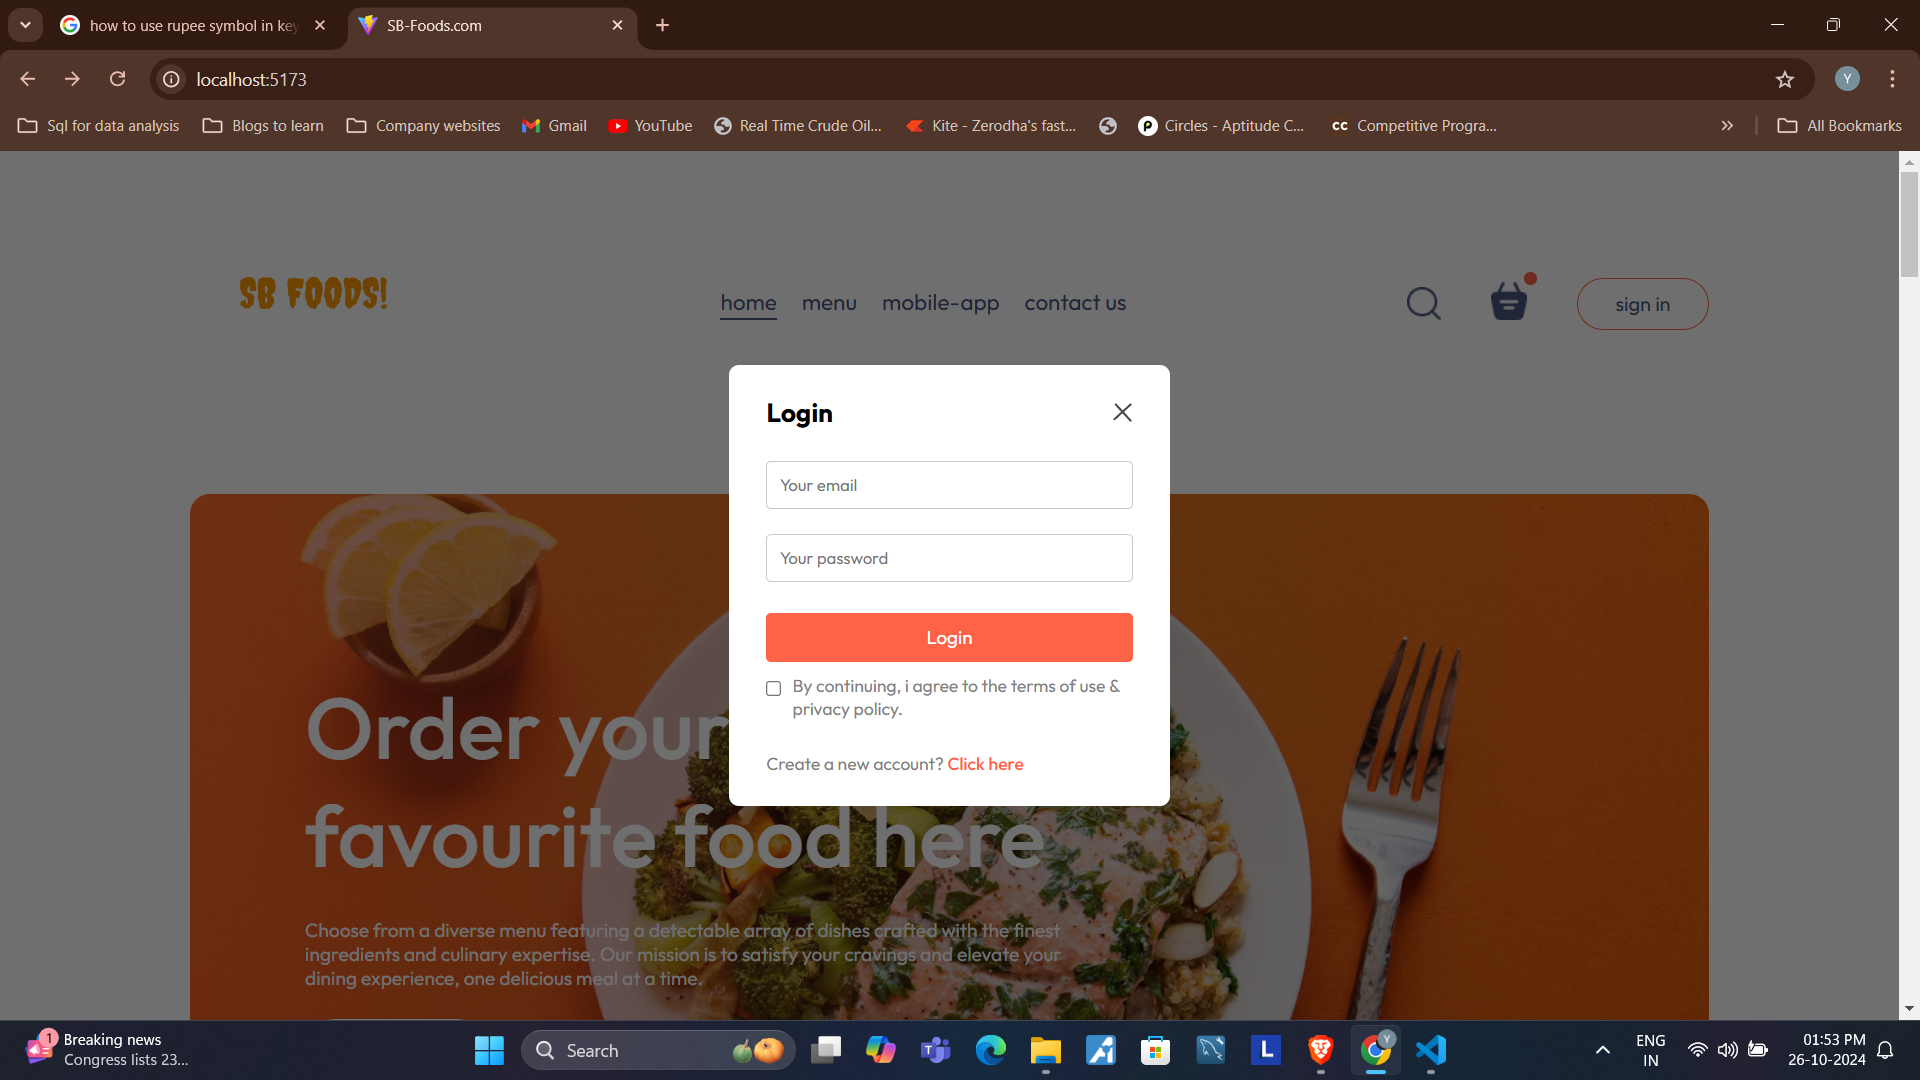 how to use rupee symbol in key
SB-Foods.com
localhost:5173
Y
Sql for data analysis
Blogs to learn
Company websites
Gmail
YouTube
Real Time Crude Oil...
Kite - Zerodha's fast...
Circles - Aptitude C...
cc Competitive Progra...
All Bookmarks
SB FOODS!
home
menu
mobile-app
contact us
sign in
Login
Your email
Your password
Login
By continuing, i agree to the terms of use &
privacy policy.
Create a new account? Click here
Order your
favourite food here
Choose from a diverse menu featuring a detectable array of dishes crafted with the finest
ingredients and culinary expertise. Our mission is to satisfy your cravings and elevate your
dining experience, one delicious meal at a time.
1
Breaking news
Congress lists 23...
Search
L
Y
ENG
IN
01:53 PM
26-10-2024